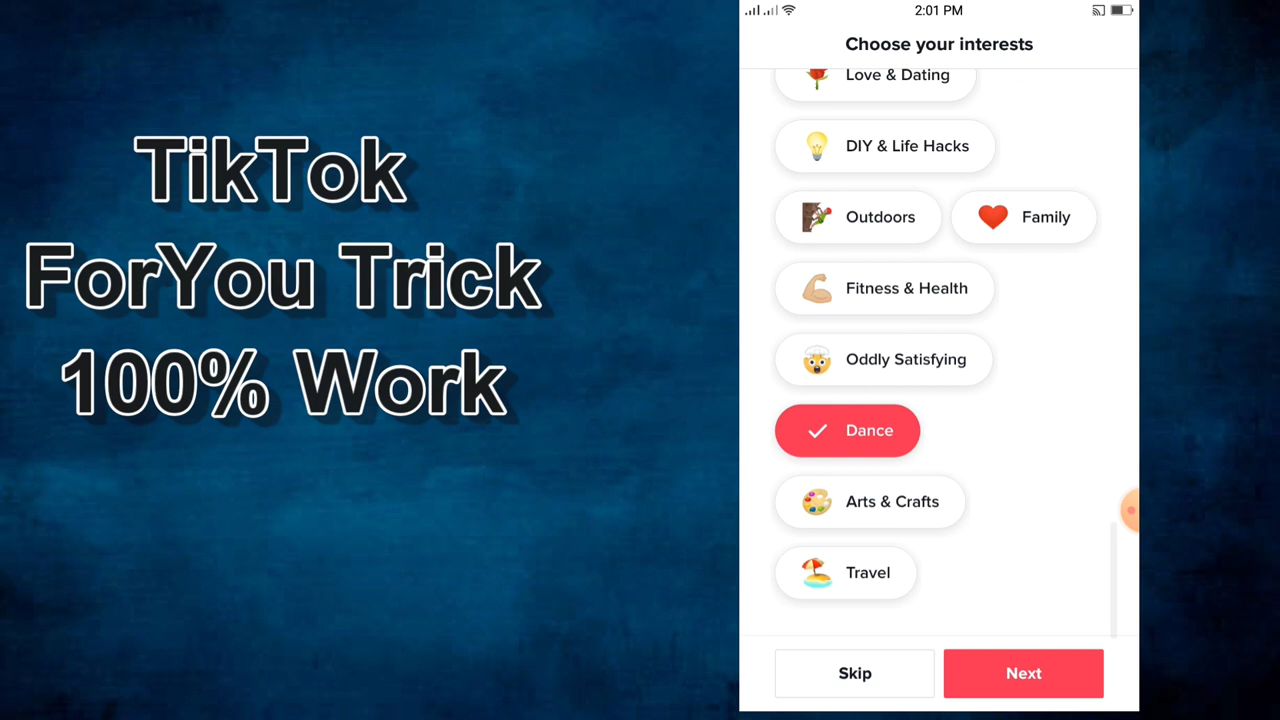 TikTok
ForYou Trick
100% Work
2:01 PM
Choose your interests
Love & Dating
DIY & Life Hacks
Outdoors
Family
Fitness & Health
Oddly Satisfying
Dance
Arts & Crafts
Travel
Skip
Next